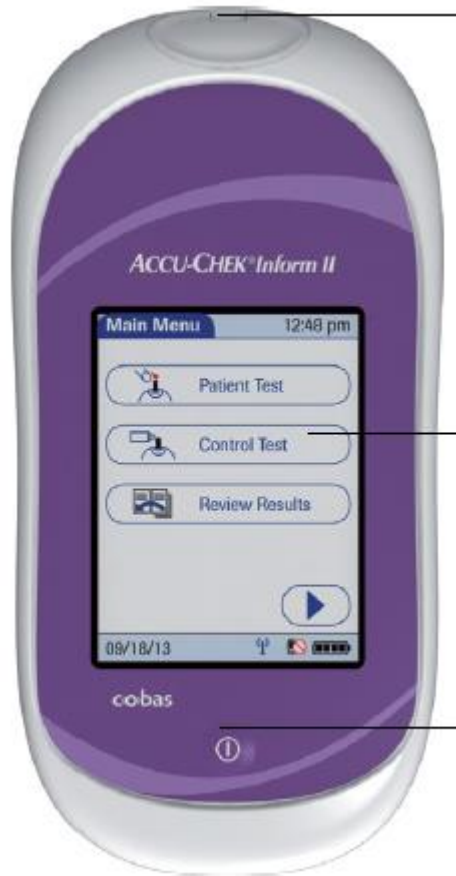 ACCU-CHEK® Inform II
Main Menu 12:48 pm
Patient Test
Control Test
Review Results
09/18/13
cobas